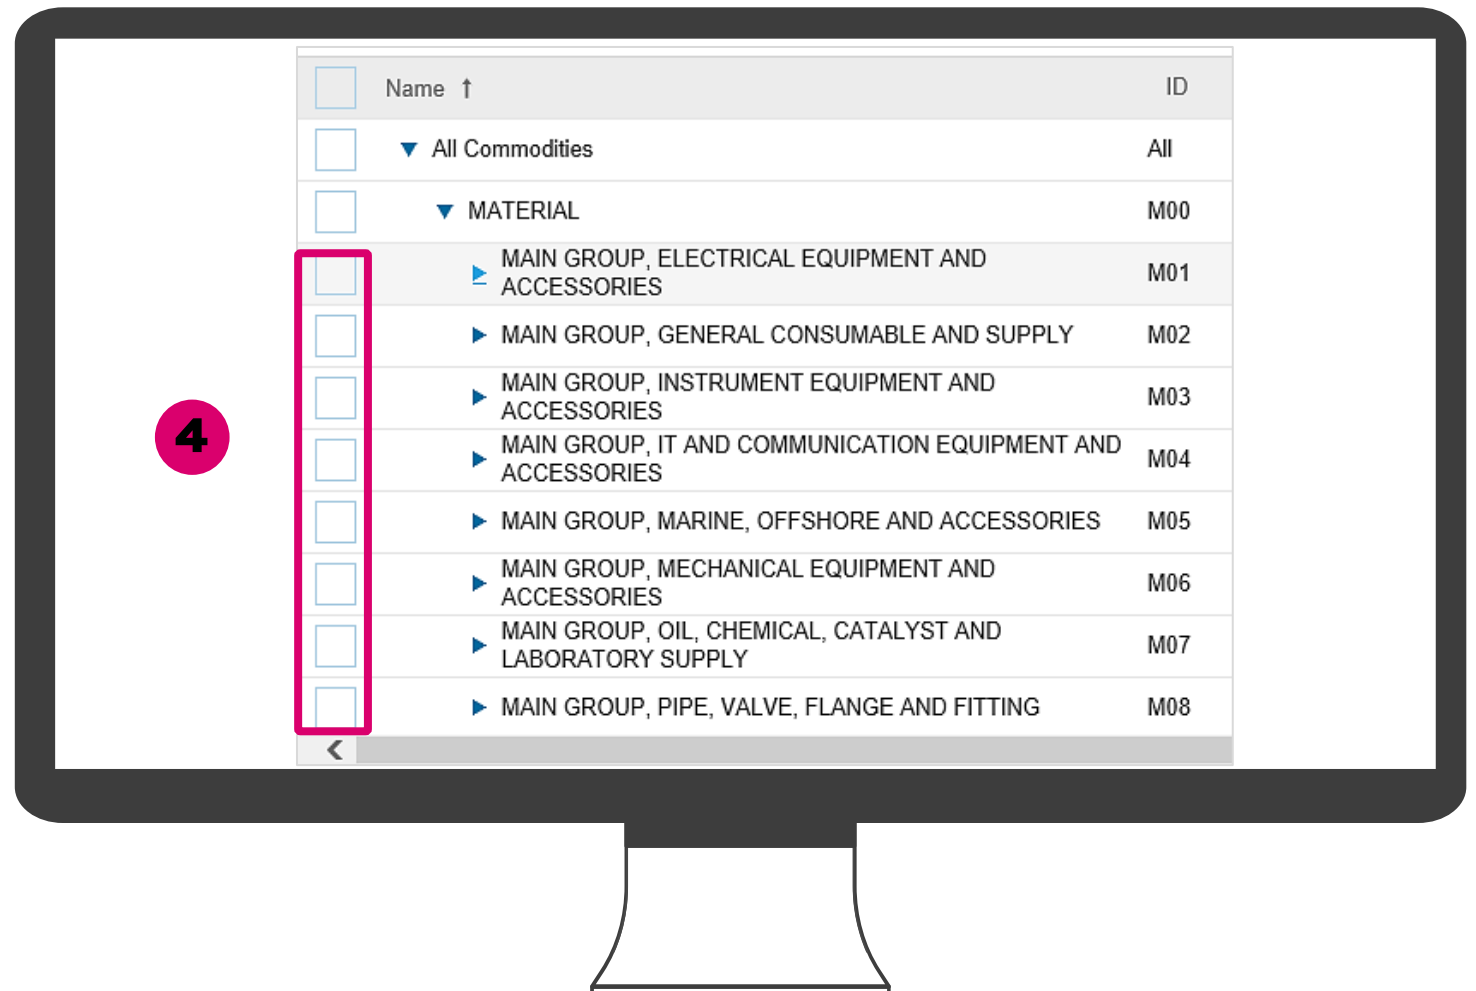 Name ↑ ID
All Commodities All
MATERIAL M00
MAIN GROUP, ELECTRICAL EQUIPMENT AND
ACCESSORIES M01
MAIN GROUP, GENERAL CONSUMABLE AND SUPPLY M02
MAIN GROUP, INSTRUMENT EQUIPMENT AND
ACCESSORIES M03
4
MAIN GROUP, IT AND COMMUNICATION EQUIPMENT AND
ACCESSORIES M04
MAIN GROUP, MARINE, OFFSHORE AND ACCESSORIES M05
MAIN GROUP, MECHANICAL EQUIPMENT AND
ACCESSORIES M06
MAIN GROUP, OIL, CHEMICAL, CATALYST AND
LABORATORY SUPPLY M07
MAIN GROUP, PIPE, VALVE, FLANGE AND FITTING M08